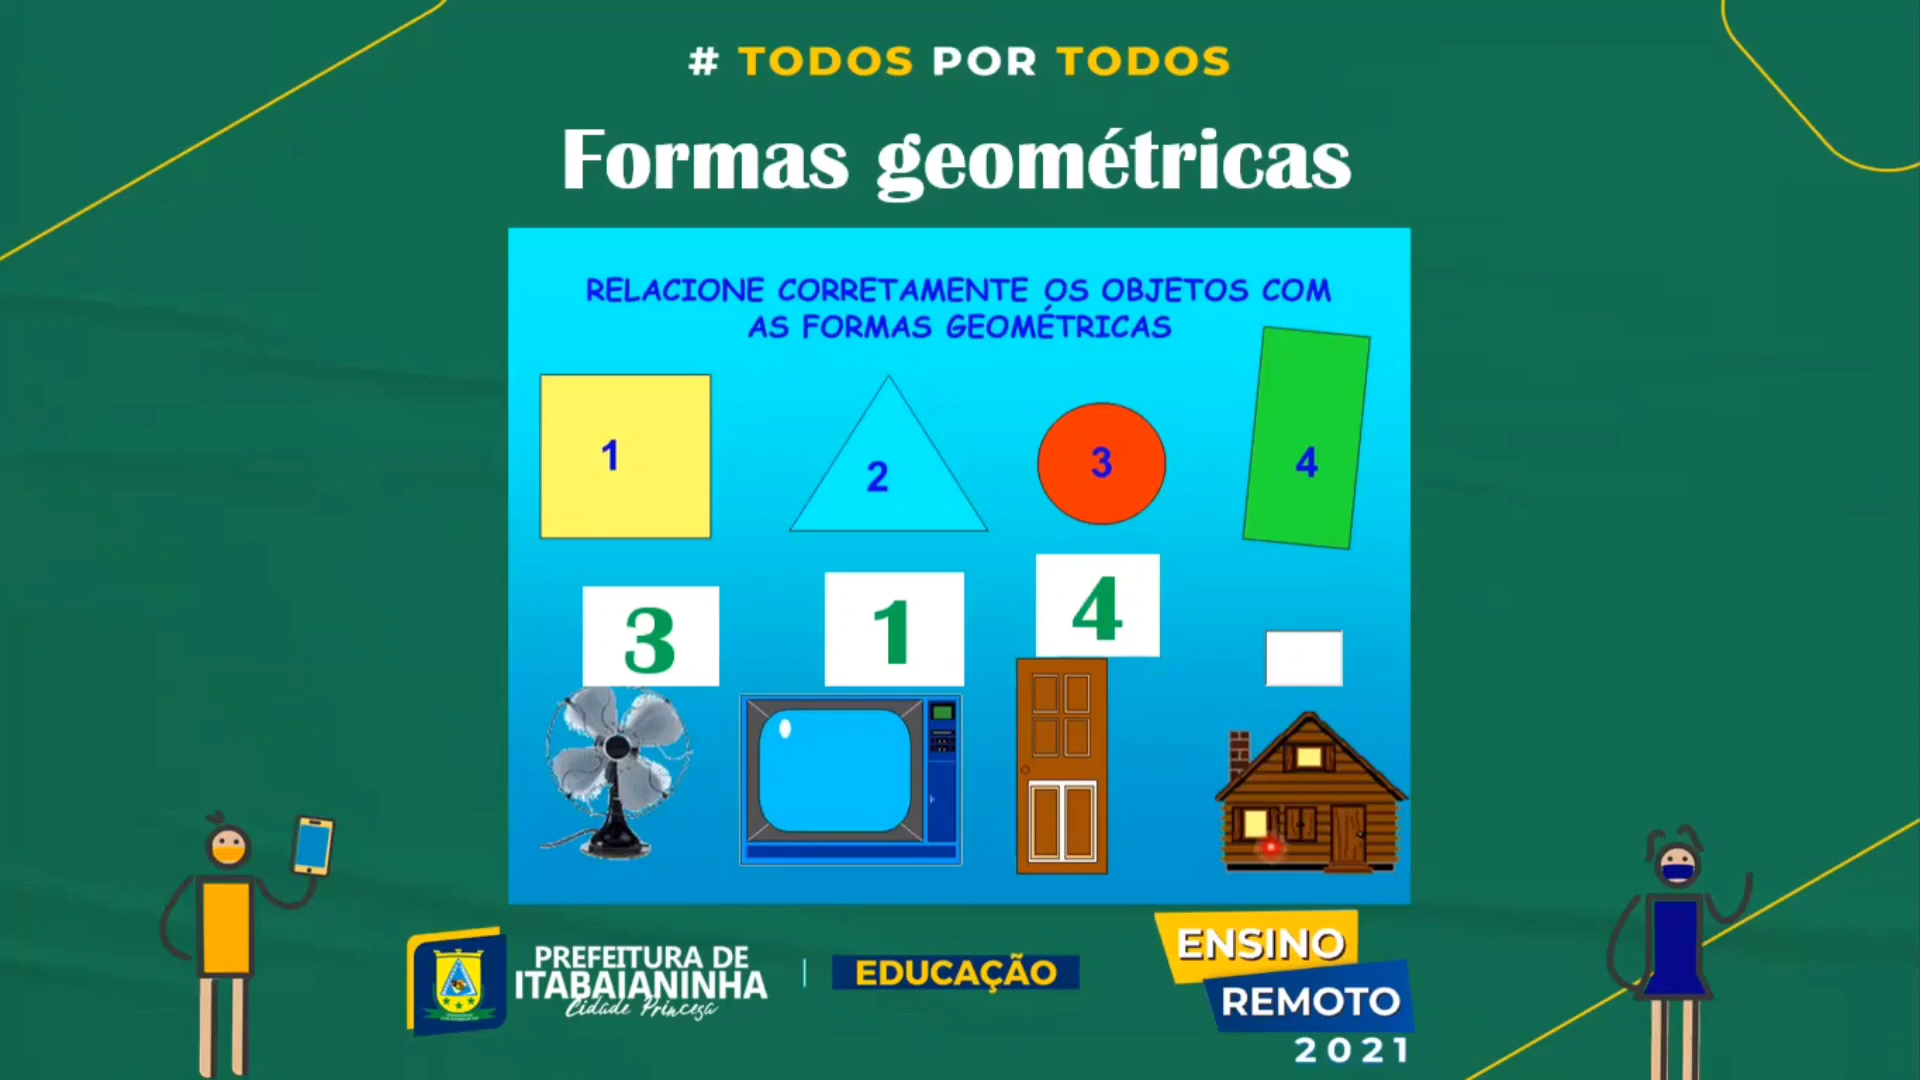 # TODOS POR TODOS
Formas geométricas
RELACIONE CORRETAMENTE OS OBJETOS COM
AS FORMAS GEOMÉTRICAS
1
2
3
4
3
1
4
PREFEITURA DE
ITABAIANINHA
Cidade Princesa
EDUCAÇÃO
ENSINO
REMOTO
2021